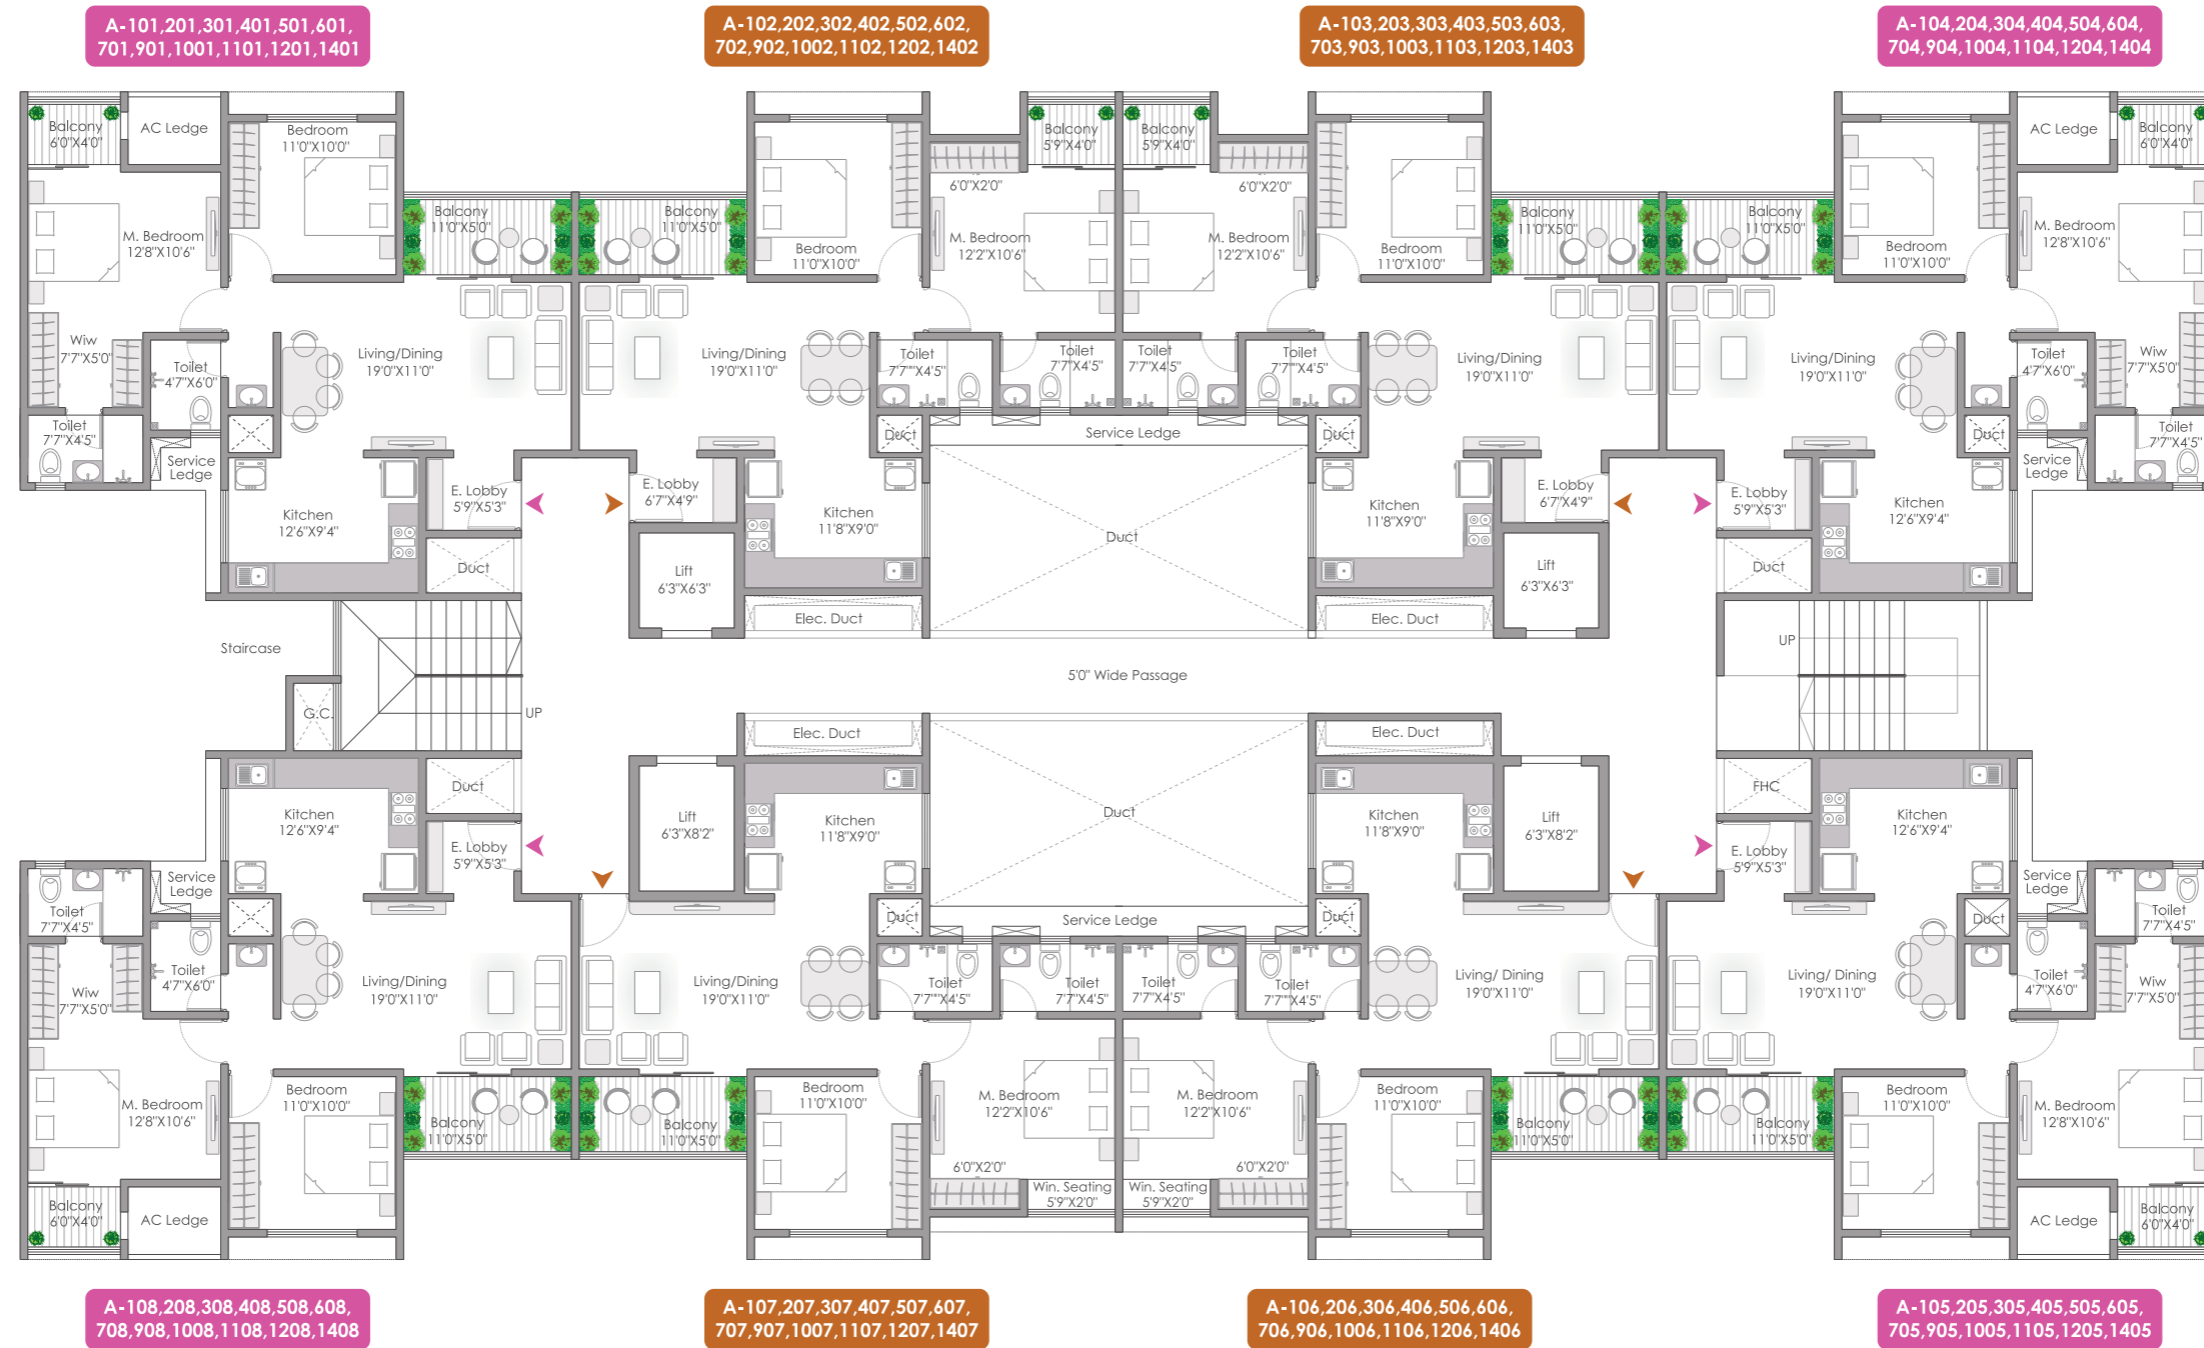 A-101,201,301,401,501,601,
701,901,1001,1101,1201,1401
A-102,202,302,402,502,602,
702,902,1002,1102,1202,1402
A-103,203,303,403,503,603,
703,903,1003,1103,1203,1403
A-104,204,304,404,504,604,
704,904,1004,1104,1204,1404
Balcony
6'0"X4'0"
AC Ledge
Bedroom
11'0"X10'0"
Balcony
5'9"X4'0"
Balcony
5'9"X4'0"
AC Ledge
Balcony
6'0"X4'0"
M. Bedroom
12'8"X10'6"
Balcony
11'0"X5'0"
Balcony
11'0"X5'0"
Bedroom
11'0"X10'0"
6'0"X2'0"
M. Bedroom
12'2"X10'6"
6'0"X2'0"
M. Bedroom
12'2"X10'6"
Bedroom
11'0"X10'0"
Balcony
11'0"X5'0"
Balcony
11'0"X5'0"
Bedroom
11'0"X10'0"
M. Bedroom
12'8"X10'6"
Wiw
7'7"X5'0"
Toilet
4'7"X6'0"
Living/Dining
19'0"X11'0"
Living/Dining
19'0"X11'0"
Toilet
7'7""X4'5"
Toilet
7'7"X4'5"
Toilet
7'7"X4'5"
Toilet
7'7""X4'5"
Living/Dining
19'0"X11'0"
Living/Dining
19'0"X11'0"
Toilet
4'7"X6'0"
Wiw
7'7"X5'0"
Toilet
7'7"X4'5"
Service
Ledge
Duct
Service Ledge
Duct
Duct
Service
Ledge
Toilet
7'7"X4'5"
Kitchen
12'6"X9'4"
E. Lobby
5'9"X5'3"
E. Lobby
6'7"X4'9"
Kitchen
11'8"X9'0"
Duct
Kitchen
11'8"X9'0"
E. Lobby
6'7"X4'9"
E. Lobby
5'9"X5'3"
Kitchen
12'6"X9'4"
Duct
Lift
6'3"X6'3"
Elec. Duct
Elec. Duct
Lift
6'3"X6'3"
Duct
Staircase
UP
5'0" Wide Passage
UP
G.C.
Elec. Duct
Elec. Duct
Kitchen
12'6"X9'4"
Duct
Lift
6'3"X8'2"
Kitchen
11'8"X9'0"
Duct
Kitchen
11'8"X9'0"
Lift
6'3"X8'2"
FHC
Kitchen
12'6"X9'4"
E. Lobby
5'9"X5'3"
E. Lobby
5'9"X5'3"
Service
Ledge
Toilet
7'7"X4'5"
Duct
Service Ledge
Duct
Duct
Service
Ledge
Toilet
7'7"X4'5"
Wiw
7'7"X5'0"
Toilet
4'7"X6'0"
Living/Dining
19'0"X11'0"
Living/Dining
19'0"X11'0"
Toilet
7'7""X4'5"
Toilet
7'7"X4'5"
Toilet
7'7"X4'5"
Toilet
7'7""X4'5"
Living/ Dining
19'0"X11'0"
Living/ Dining
19'0"X11'0"
Toilet
4'7"X6'0"
Wiw
7'7"X5'0"
M. Bedroom
12'8"X10'6"
Bedroom
11'0"X10'0"
Balcony
11'0"X5'0"
Balcony
11'0"X5'0"
Bedroom
11'0"X10'0"
M. Bedroom
12'2"X10'6"
M. Bedroom
12'2"X10'6"
Bedroom
11'0"X10'0"
Balcony
11'0"X5'0"
Balcony
11'0"X5'0"
Bedroom
11'0"X10'0"
M. Bedroom
12'8"X10'6"
6'0"X2'0"
6'0"X2'0"
Balcony
6'0"X4'0"
AC Ledge
Win. Seating
5'9"X2'0"
Win. Seating
5'9"X2'0"
AC Ledge
Balcony
6'0"X4'0"
A-108,208,308,408,508,608,
708,908,1008,1108,1208,1408
A-107,207,307,407,507,607,
707,907,1007,1107,1207,1407
A-106,206,306,406,506,606,
706,906,1006,1106,1206,1406
A-105,205,305,405,505,605,
705,905,1005,1105,1205,1405